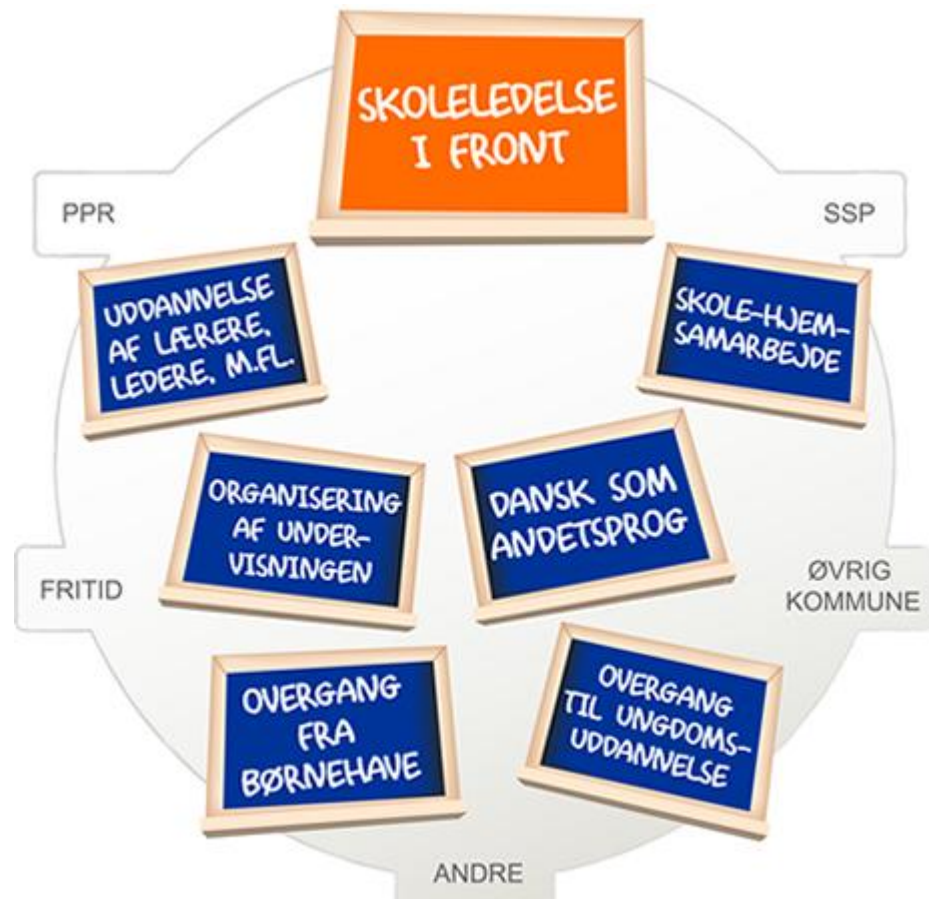 SKOLELEDELSE
I FRONT
PPR
SSP
UDDANNELSE
AF LÆRERE,
LEDERE, M.FL.
SKOLE-HJEM-
SAMARBEJDE
ORGANISERING
AF UNDER-
VISNINGEN
DANSK SOM
ANDETSPROG
FRITID
ØVRIG
KOMMUNE
OVERGANG
FRA
BØRNEHAVE
OVERGANG
TIL UNGDOMS-
UDDANNELSE
ANDRE